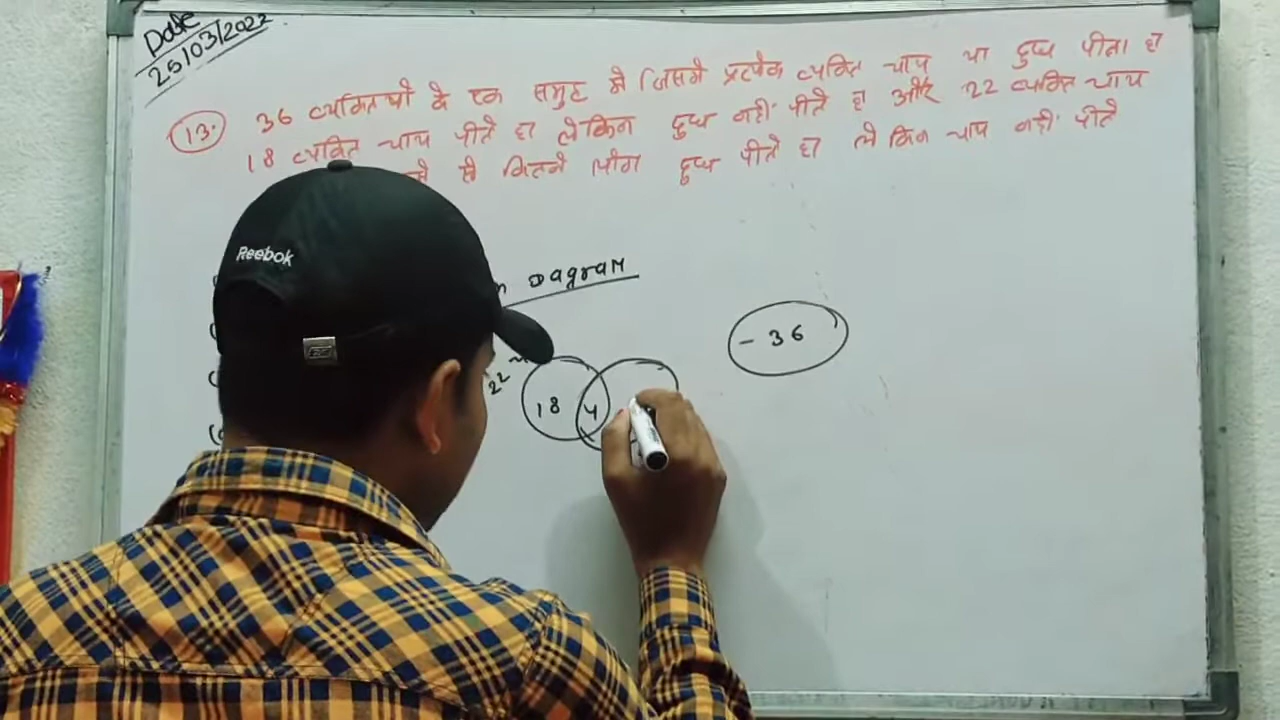 Date
25/03/2022
13. 36 व्यक्तियों के एक समुह मे जिसमे प्रत्येक व्यक्ति चाय या दुध पीता है
18 व्यक्ति चाय पीते है लेकिन दुध नहीं पीते है और 22 व्यक्ति चाय
से कितने लोग दुध पीते है लेकिन चाय नहीं पीते
Reebok
Dagram
- 36
22
18 4